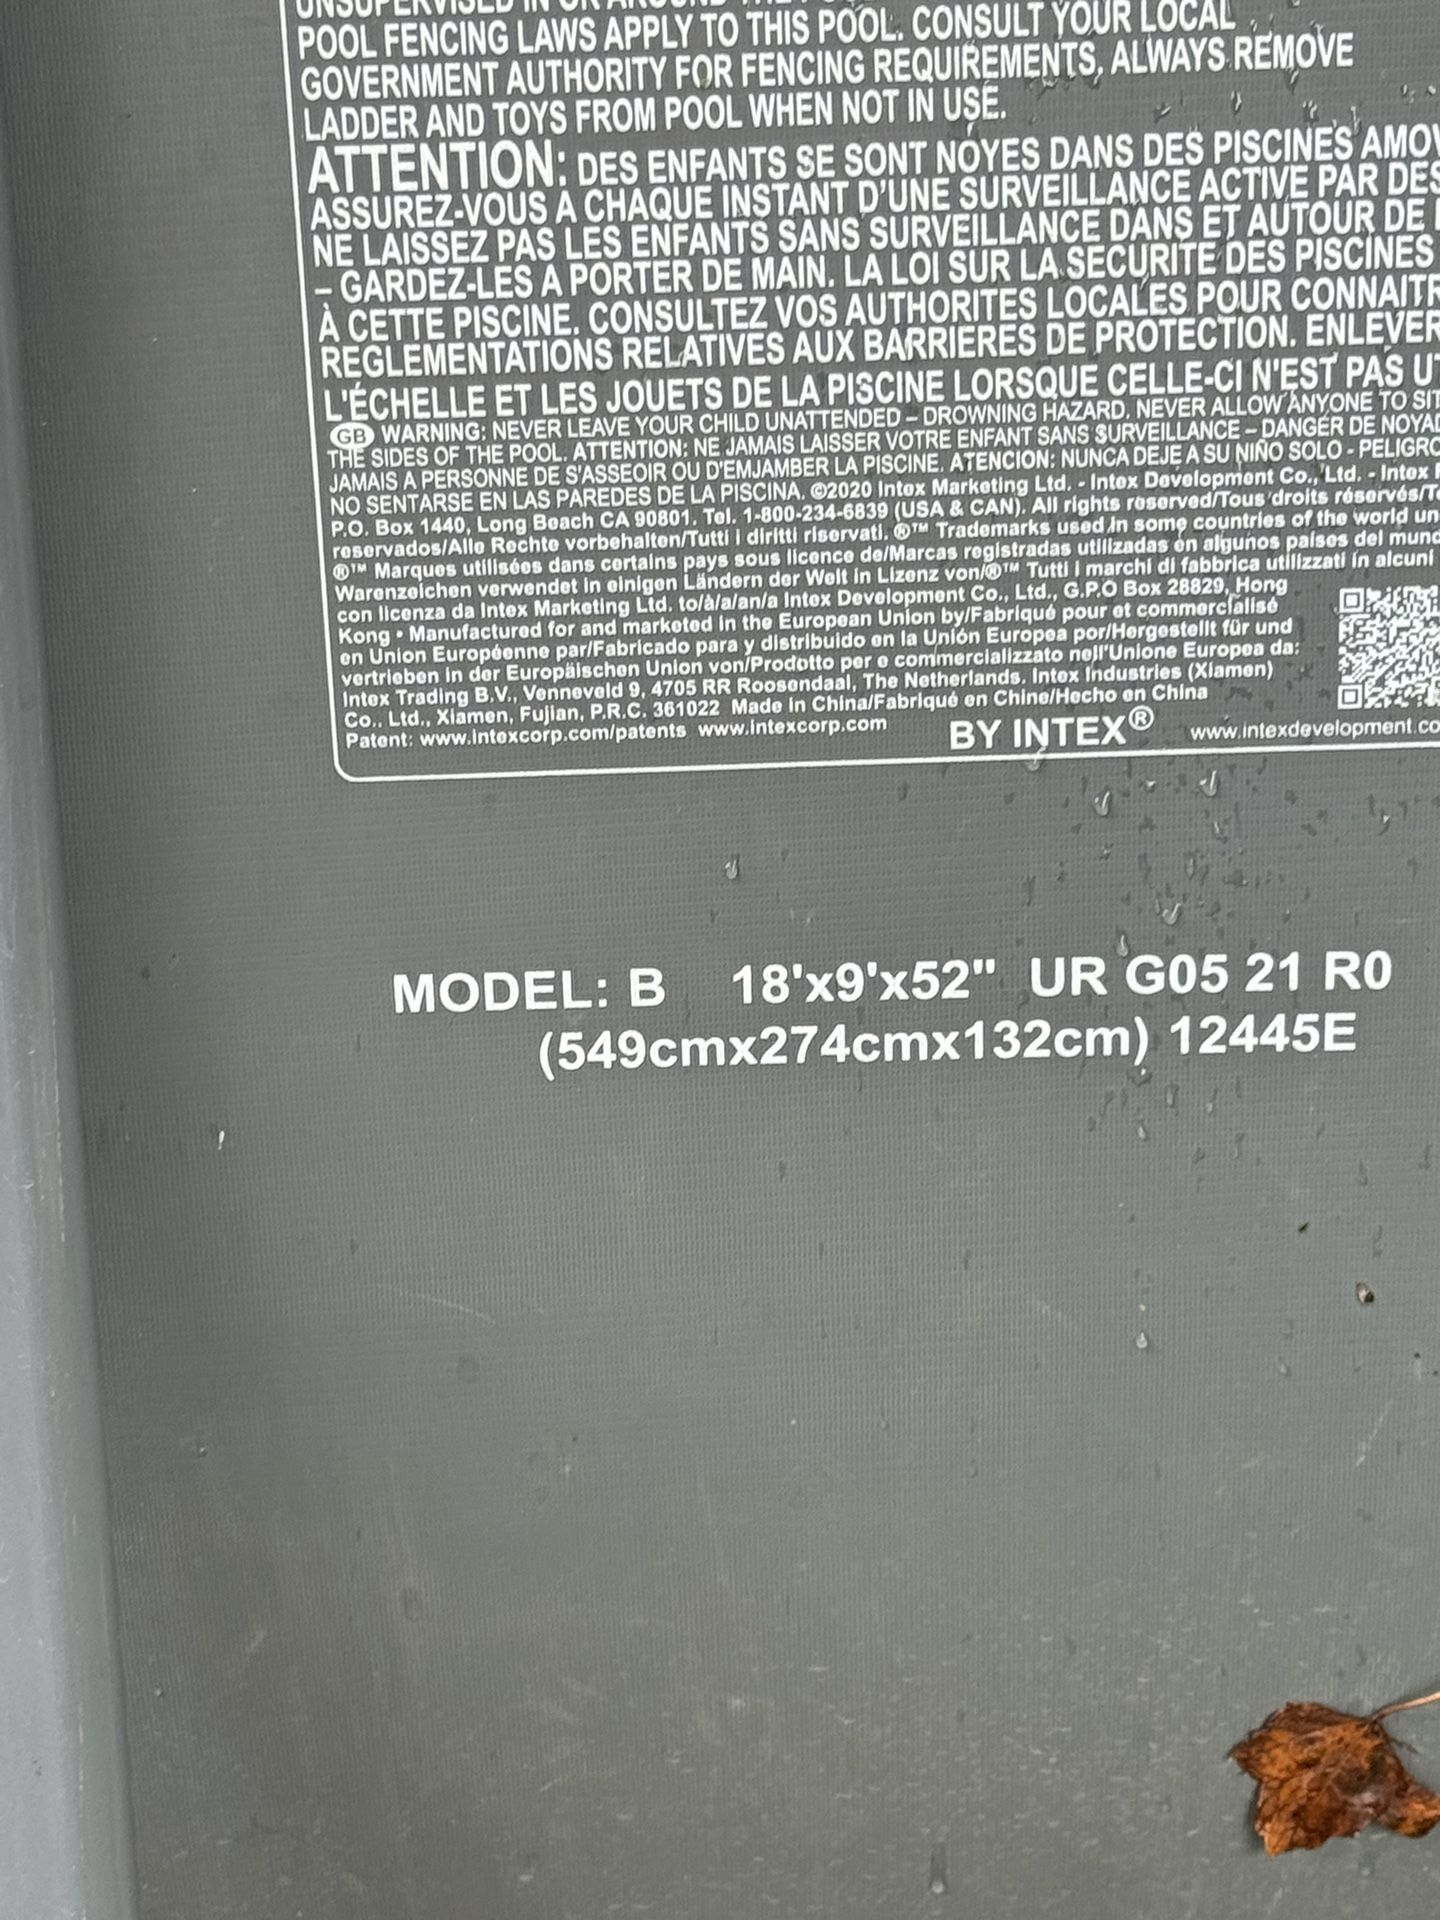 UNSUPERVISED IN OR AROUND THE
POOL FENCING LAWS APPLY TO THIS POOL. CONSULT YOUR LOCAL
GOVERNMENT AUTHORITY FOR FENCING REQUIREMENTS, ALWAYS REMOVE
LADDER AND TOYS FROM POOL WHEN NOT IN USE.
ATTENTION: DES ENFANTS SE SONT NOYES DANS DES PISCINES AMOV
ASSUREZ-VOUS A CHAQUE INSTANT D'UNE SURVEILLANCE ACTIVE PAR DES
NE LAISSEZ PAS LES ENFANTS SANS SURVEILLANCE DANS ET AUTOUR DE
– GARDEZ-LES A PORTER DE MAIN. LA LOI SUR LA SECURITE DES PISCINES
À CETTE PISCINE. CONSULTEZ VOS AUTHORITES LOCALES POUR CONNAITR
REGLEMENTATIONS RELATIVES AUX BARRIERES DE PROTECTION. ENLEVER
L'ÉCHELLE ET LES JOUETS DE LA PISCINE LORSQUE CELLE-CI N'EST PAS UT
GB WARNING: NEVER LEAVE YOUR CHILD UNATTENDED – DROWNING HAZARD. NEVER ALLOW ANYONE TO SIT
THE SIDES OF THE POOL. ATTENTION: NE JAMAIS LAISSER VOTRE ENFANT SANS SURVEILLANCE – DANGER DE NOYAD
JAMAIS A PERSONNE DE S'ASSEOIR OU D'EMJAMBER LA PISCINE. ATENCION: NUNCA DEJE A SU NIÑO SOLO - PELIGRO
NO SENTARSE EN LAS PAREDES DE LA PISCINA. ©2020 Intex Marketing Ltd. - Intex Development Co., Ltd. - Intex
P.O. Box 1440, Long Beach CA 90801. Tel. 1-800-234-6839 (USA & CAN). All rights reserved/Tous droits réservés/T
reservados/Alle Rechte vorbehalten/Tutti i diritti riservati. ®™ Trademarks used in some countries of the world un
®™ Marques utilisées dans certains pays sous licence de/Marcas registradas utilizadas en algunos países del mund
Warenzeichen verwendet in einigen Ländern der Welt in Lizenz von/®™ Tutti i marchi di fabbrica utilizzati in alcuni
con licenza da Intex Marketing Ltd. to/à/a/an/a Intex Development Co., Ltd., G.P.O Box 28829, Hong
Kong • Manufactured for and marketed in the European Union by/Fabriqué pour et commercialisé
en Union Européenne par/Fabricado para y distribuido en la Unión Europea por/Hergestellt für und
vertrieben in der Europäischen Union von/Prodotto per e commercializzato nell'Unione Europea da:
Intex Trading B.V., Venneveld 9, 4705 RR Roosendaal, The Netherlands. Intex Industries (Xiamen)
Co., Ltd., Xiamen, Fujian, P.R.C. 361022 Made in China/Fabriqué en Chine/Hecho en China
Patent: www.intexcorp.com/patents www.intexcorp.com BY INTEX® www.intexdevelopment.co
MODEL: B 18'x9'x52" UR G05 21 R0
(549cmx274cmx132cm) 12445E